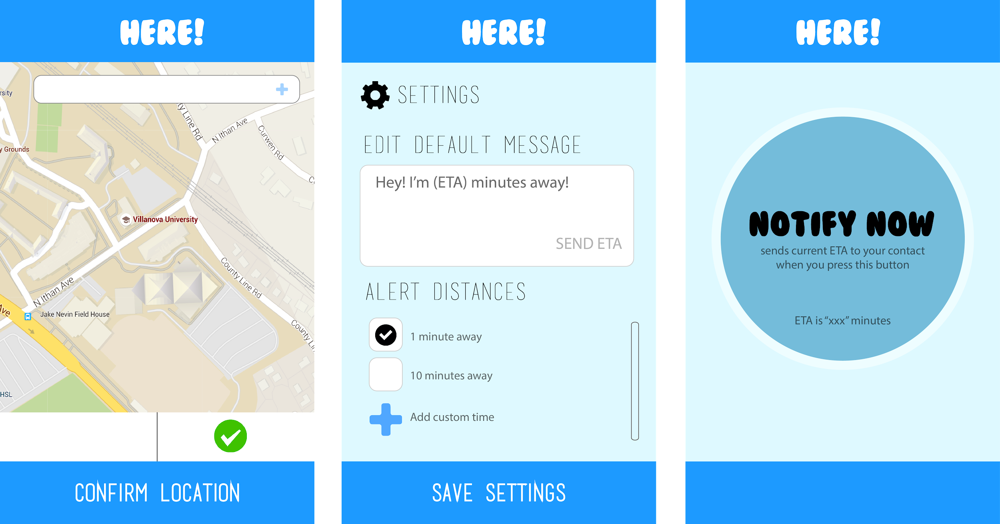 HERE!
rsity
ty Line Rd
N Ithan Ave
Curwen Rd
y Grounds
Villanova University
County Line Rd
N Ithan Ave
Ave
Jake Nevin Field House
County Lin
HSL
CONFIRM LOCATION
HERE!
SETTINGS
EDIT DEFAULT MESSAGE
Hey! I'm (ETA) minutes away!
SEND ETA
ALERT DISTANCES
1 minute away
10 minutes away
Add custom time
SAVE SETTINGS
HERE!
NOTIFY NOW
sends current ETA to your contact
when you press this button
ETA is “xxx” minutes